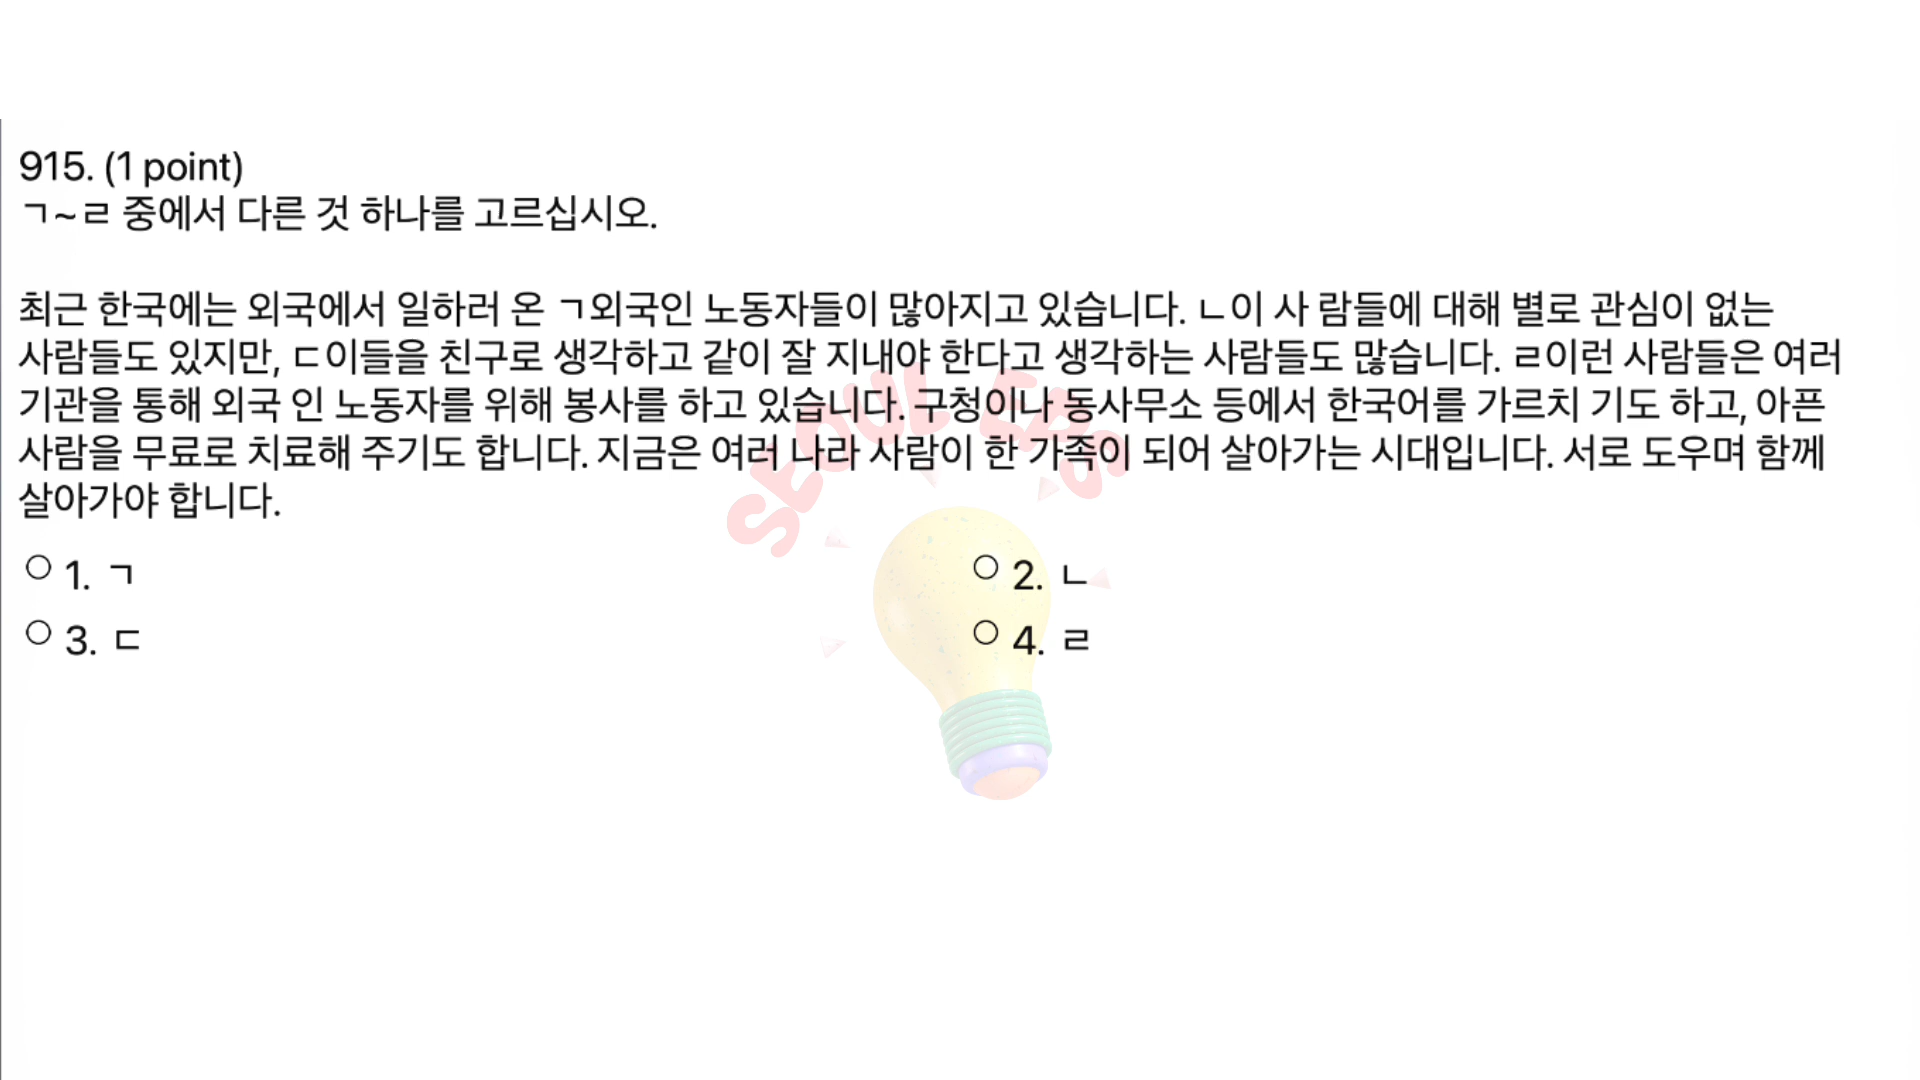 915. (1 point)
ㄱ~ㄹ 중에서 다른 것 하나를 고르십시오.
최근 한국에는 외국에서 일하러 온 ㄱ외국인 노동자들이 많아지고 있습니다. ㄴ이 사 람들에 대해 별로 관심이 없는
사람들도 있지만, ㄷ이들을 친구로 생각하고 같이 잘 지내야 한다고 생각하는 사람들도 많습니다. ㄹ이런 사람들은 여러
기관을 통해 외국 인 노동자를 위해 봉사를 하고 있습니다. 구청이나 동사무소 등에서 한국어를 가르치 기도 하고, 아픈
사람을 무료로 치료해 주기도 합니다. 지금은 여러 나라 사람이 한 가족이 되어 살아가는 시대입니다. 서로 도우며 함께
살아가야 합니다.
SEOUL EPS
1. ㄱ
2. ㄴ
3. ㄷ
4. ㄹ